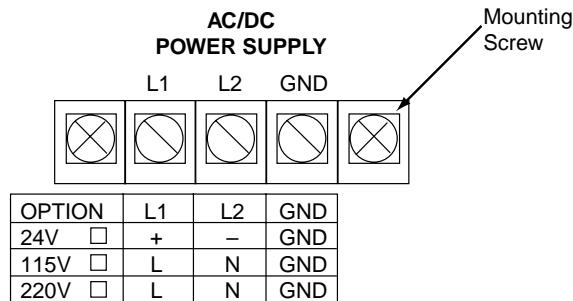 AC/DC
POWER SUPPLY
Mounting
Screw
L1 L2 GND
OPTION L1 L2 GND
24V + – GND
115V L N GND
220V L N GND